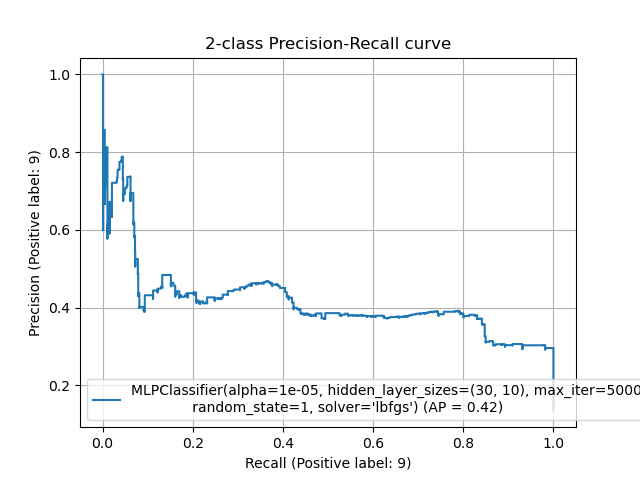 2-class Precision-Recall curve
1.0
0.8
0.6
0.4
0.2
Precision (Positive label: 9)
MLPClassifier(alpha=1e-05, hidden_layer_sizes=(30, 10), max_iter=5000
random_state=1, solver='lbfgs') (AP = 0.42)
0.0 0.2 0.4 0.6 0.8 1.0
Recall (Positive label: 9)